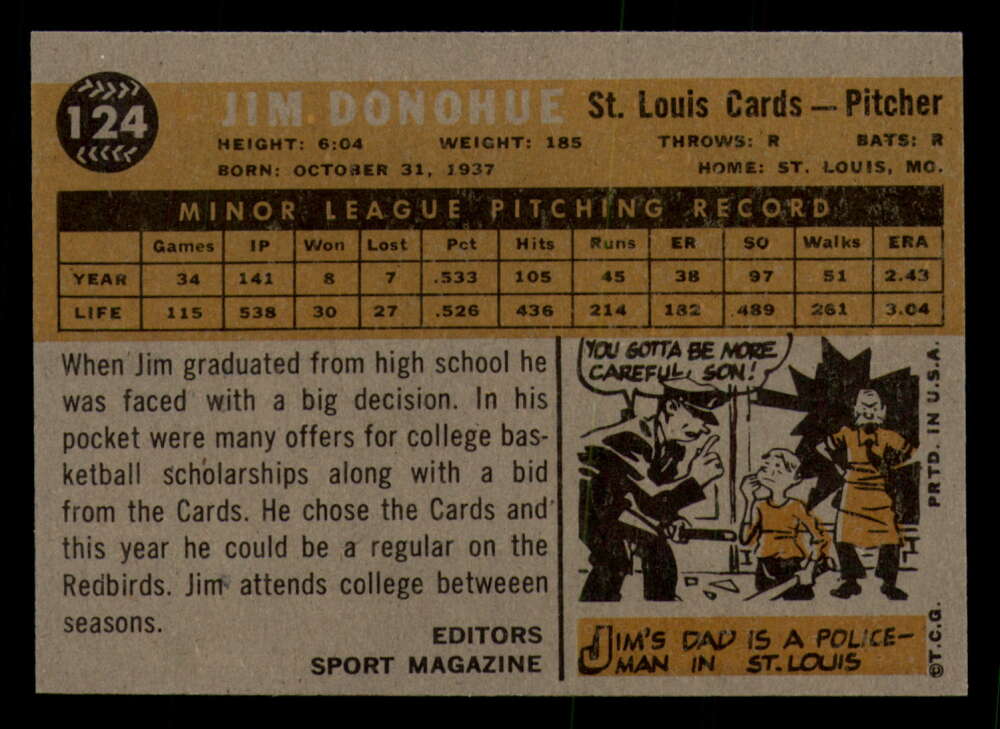 124
JIM DONOHUE St. Louis Cards — Pitcher
HEIGHT: 6:04 WEIGHT: 185 THROWS: R BATS: R
BORN: OCTOBER 31, 1937 HOME: ST. LOUIS, MO.
MINOR LEAGUE PITCHING RECORD
Games IP Won Lost Pct Hits Runs ER SO Walks ERA
YEAR 34 141 8 7 .533 105 45 38 97 51 2.43
LIFE 115 538 30 27 .526 436 214 182 489 261 3.04
When Jim graduated from high school he
was faced with a big decision. In his
pocket were many offers for college bas-
ketball scholarships along with a bid
from the Cards. He chose the Cards and
this year he could be a regular on the
Redbirds. Jim attends college betweeen
seasons.
EDITORS
SPORT MAGAZINE
YOU GOTTA BE MORE
CAREFUL, SON!
JIM'S DAD IS A POLICE-
MAN IN ST. LOUIS
©T.C.G. PRTD. IN U.S.A.